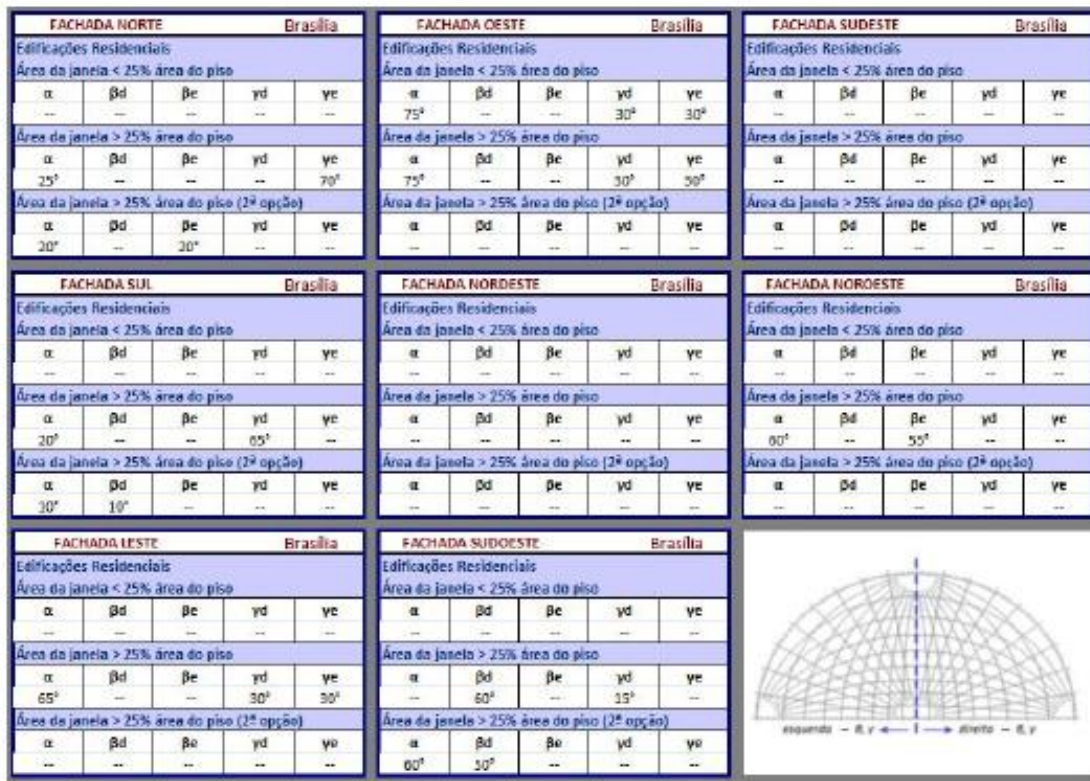 FACHADA NORTE Brasília
Edificações Residenciais
Área da janela < 25% área do piso
α βd βe γd γe
-- -- -- -- --
Área da janela > 25% área do piso
α βd βe γd γe
25° -- -- -- 70°
Área da janela > 25% área do piso (2ª opção)
α βd βe γd γe
20° -- 20° -- --
FACHADA OESTE Brasília
Edificações Residenciais
Área da janela < 25% área do piso
α βd βe γd γe
75° -- -- 30° 30°
Área da janela > 25% área do piso
α βd βe γd γe
75° -- --
Área da janela > 25% área do piso (2ª opção)
α βd βe γd γe
-- -- -- -- --
FACHADA SUDESTE Brasília
Edificações Residenciais
Área da janela < 25% área do piso
α βd βe γd γe
-- -- -- -- --
Área da janela > 25% área do piso
α βd βe γd γe
-- -- -- -- --
Área da janela > 25% área do piso (2ª opção)
α βd βe γd γe
-- -- -- -- --
FACHADA SUL Brasília
Edificações Residenciais
Área da janela < 25% área do piso
α βd βe γd γe
-- -- -- -- --
Área da janela > 25% área do piso
α βd βe γd γe
20° -- -- 65° --
Área da janela > 25% área do piso (2ª opção)
α βd βe γd γe
10° -- -- --
FACHADA NORDESTE Brasília
Edificações Residenciais
Área da janela < 25% área do piso
α βd βe γd γe
-- -- -- -- --
Área da janela > 25% área do piso
α βd βe γd γe
-- -- -- -- --
Área da janela > 25% área do piso (2ª opção)
α βd βe γd γe
-- -- -- -- --
FACHADA NOROESTE Brasília
Edificações Residenciais
Área da janela < 25% área do piso
α βd βe γd γe
-- -- -- -- --
Área da janela > 25% área do piso
α βd βe γd γe
60° -- 55° -- --
Área da janela > 25% área do piso (2ª opção)
α βd βe γd γe
-- -- -- -- --
FACHADA LESTE Brasília
Edificações Residenciais
Área da janela < 25% área do piso
α βd βe γd γe
-- -- -- -- --
Área da janela > 25% área do piso
α βd βe γd γe
65° -- -- 30° 30°
Área da janela > 25% área do piso (2ª opção)
α βd βe γd γe
-- -- -- -- --
FACHADA SUDOESTE Brasília
Edificações Residenciais
Área da janela < 25% área do piso
α βd βe γd γe
-- -- -- -- --
Área da janela > 25% área do piso
α βd βe γd γe
-- 60° -- 15° --
Área da janela > 25% área do piso (2ª opção)
α βd βe γd γe
60° -- -- --
esquerda – β, γ direita – β, γ